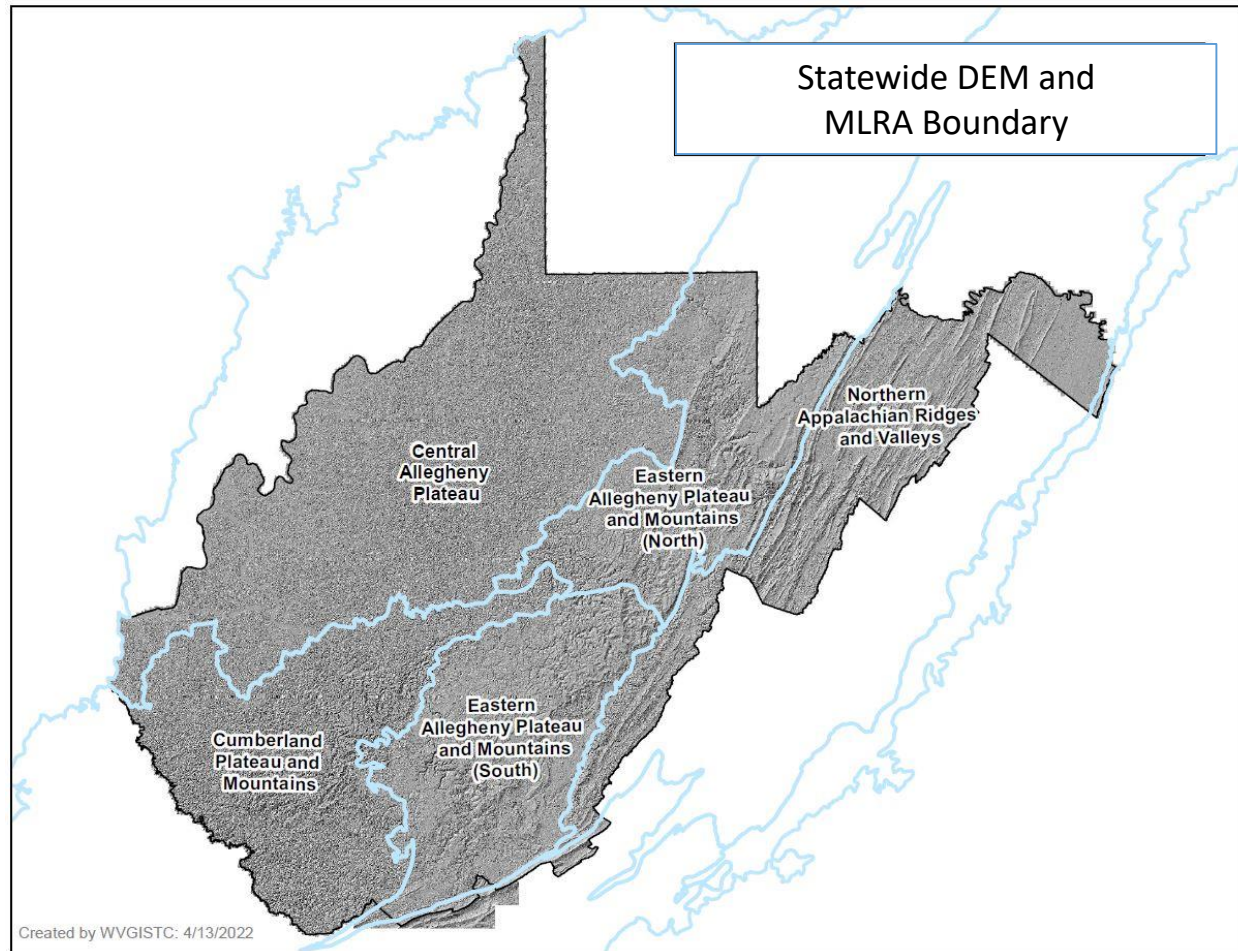 Statewide DEM and
MLRA Boundary
Northern
Appalachian Ridges
and Valleys
Central
Allegheny
Plateau
Eastern
Allegheny Plateau
and Mountains
(North)
Eastern
Allegheny Plateau
and Mountains
(South)
Cumberland
Plateau and
Mountains
Created by WVGISTC: 4/13/2022